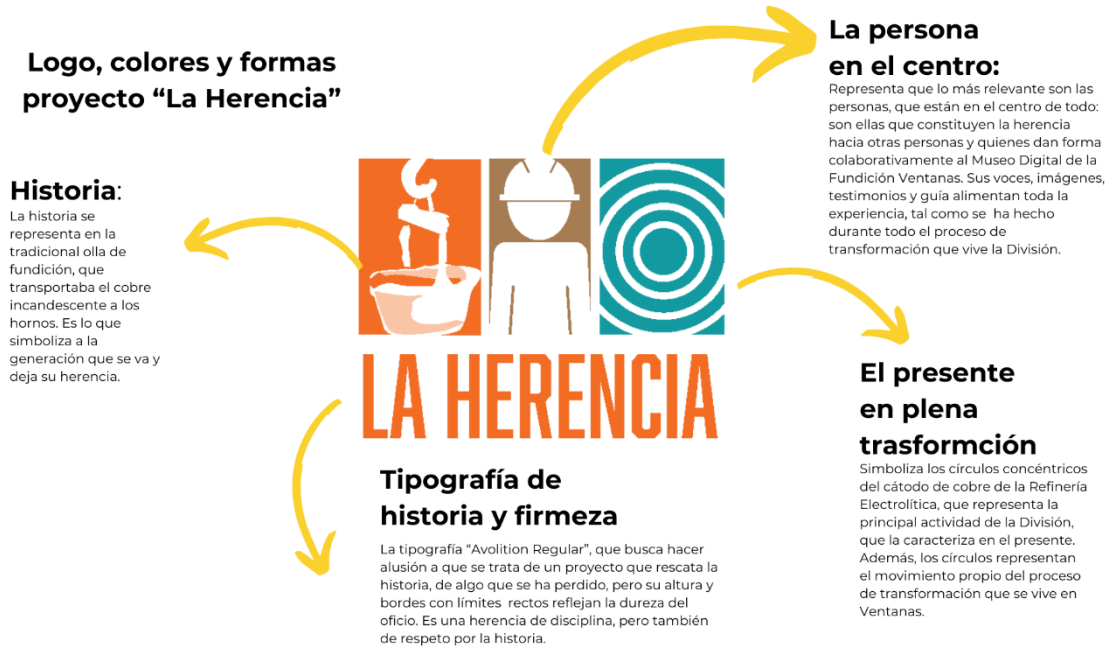 Logo, colores y formas
proyecto “La Herencia”
Historia:
La historia se
representa en la
tradicional olla de
fundición, que
transportaba el cobre
incandescente a los
hornos. Es lo que
simboliza a la
generación que se va y
deja su herencia.
La persona
en el centro:
Representa que lo más relevante son las
personas, que están en el centro de todo:
son ellas que constituyen la herencia
hacia otras personas y quienes dan forma
colaborativamente al Museo Digital de la
Fundición Ventanas. Sus voces, imágenes,
testimonios y guía alimentan toda la
experiencia, tal como se ha hecho
durante todo el proceso de
transformación que vive la División.
LA HERENCIA
El presente
en plena
trasformción
Simboliza los círculos concéntricos
del cátodo de cobre de la Refinería
Electrolítica, que representa la
principal actividad de la División,
que la caracteriza en el presente.
Además, los círculos representan
el movimiento propio del proceso
de transformación que se vive en
Ventanas.
Tipografía de
historia y firmeza
La tipografía “Avolition Regular”, que busca hacer
alusión a que se trata de un proyecto que rescata la
historia, de algo que se ha perdido, pero su altura y
bordes con límites rectos reflejan la dureza del
oficio. Es una herencia de disciplina, pero también
de respeto por la historia.